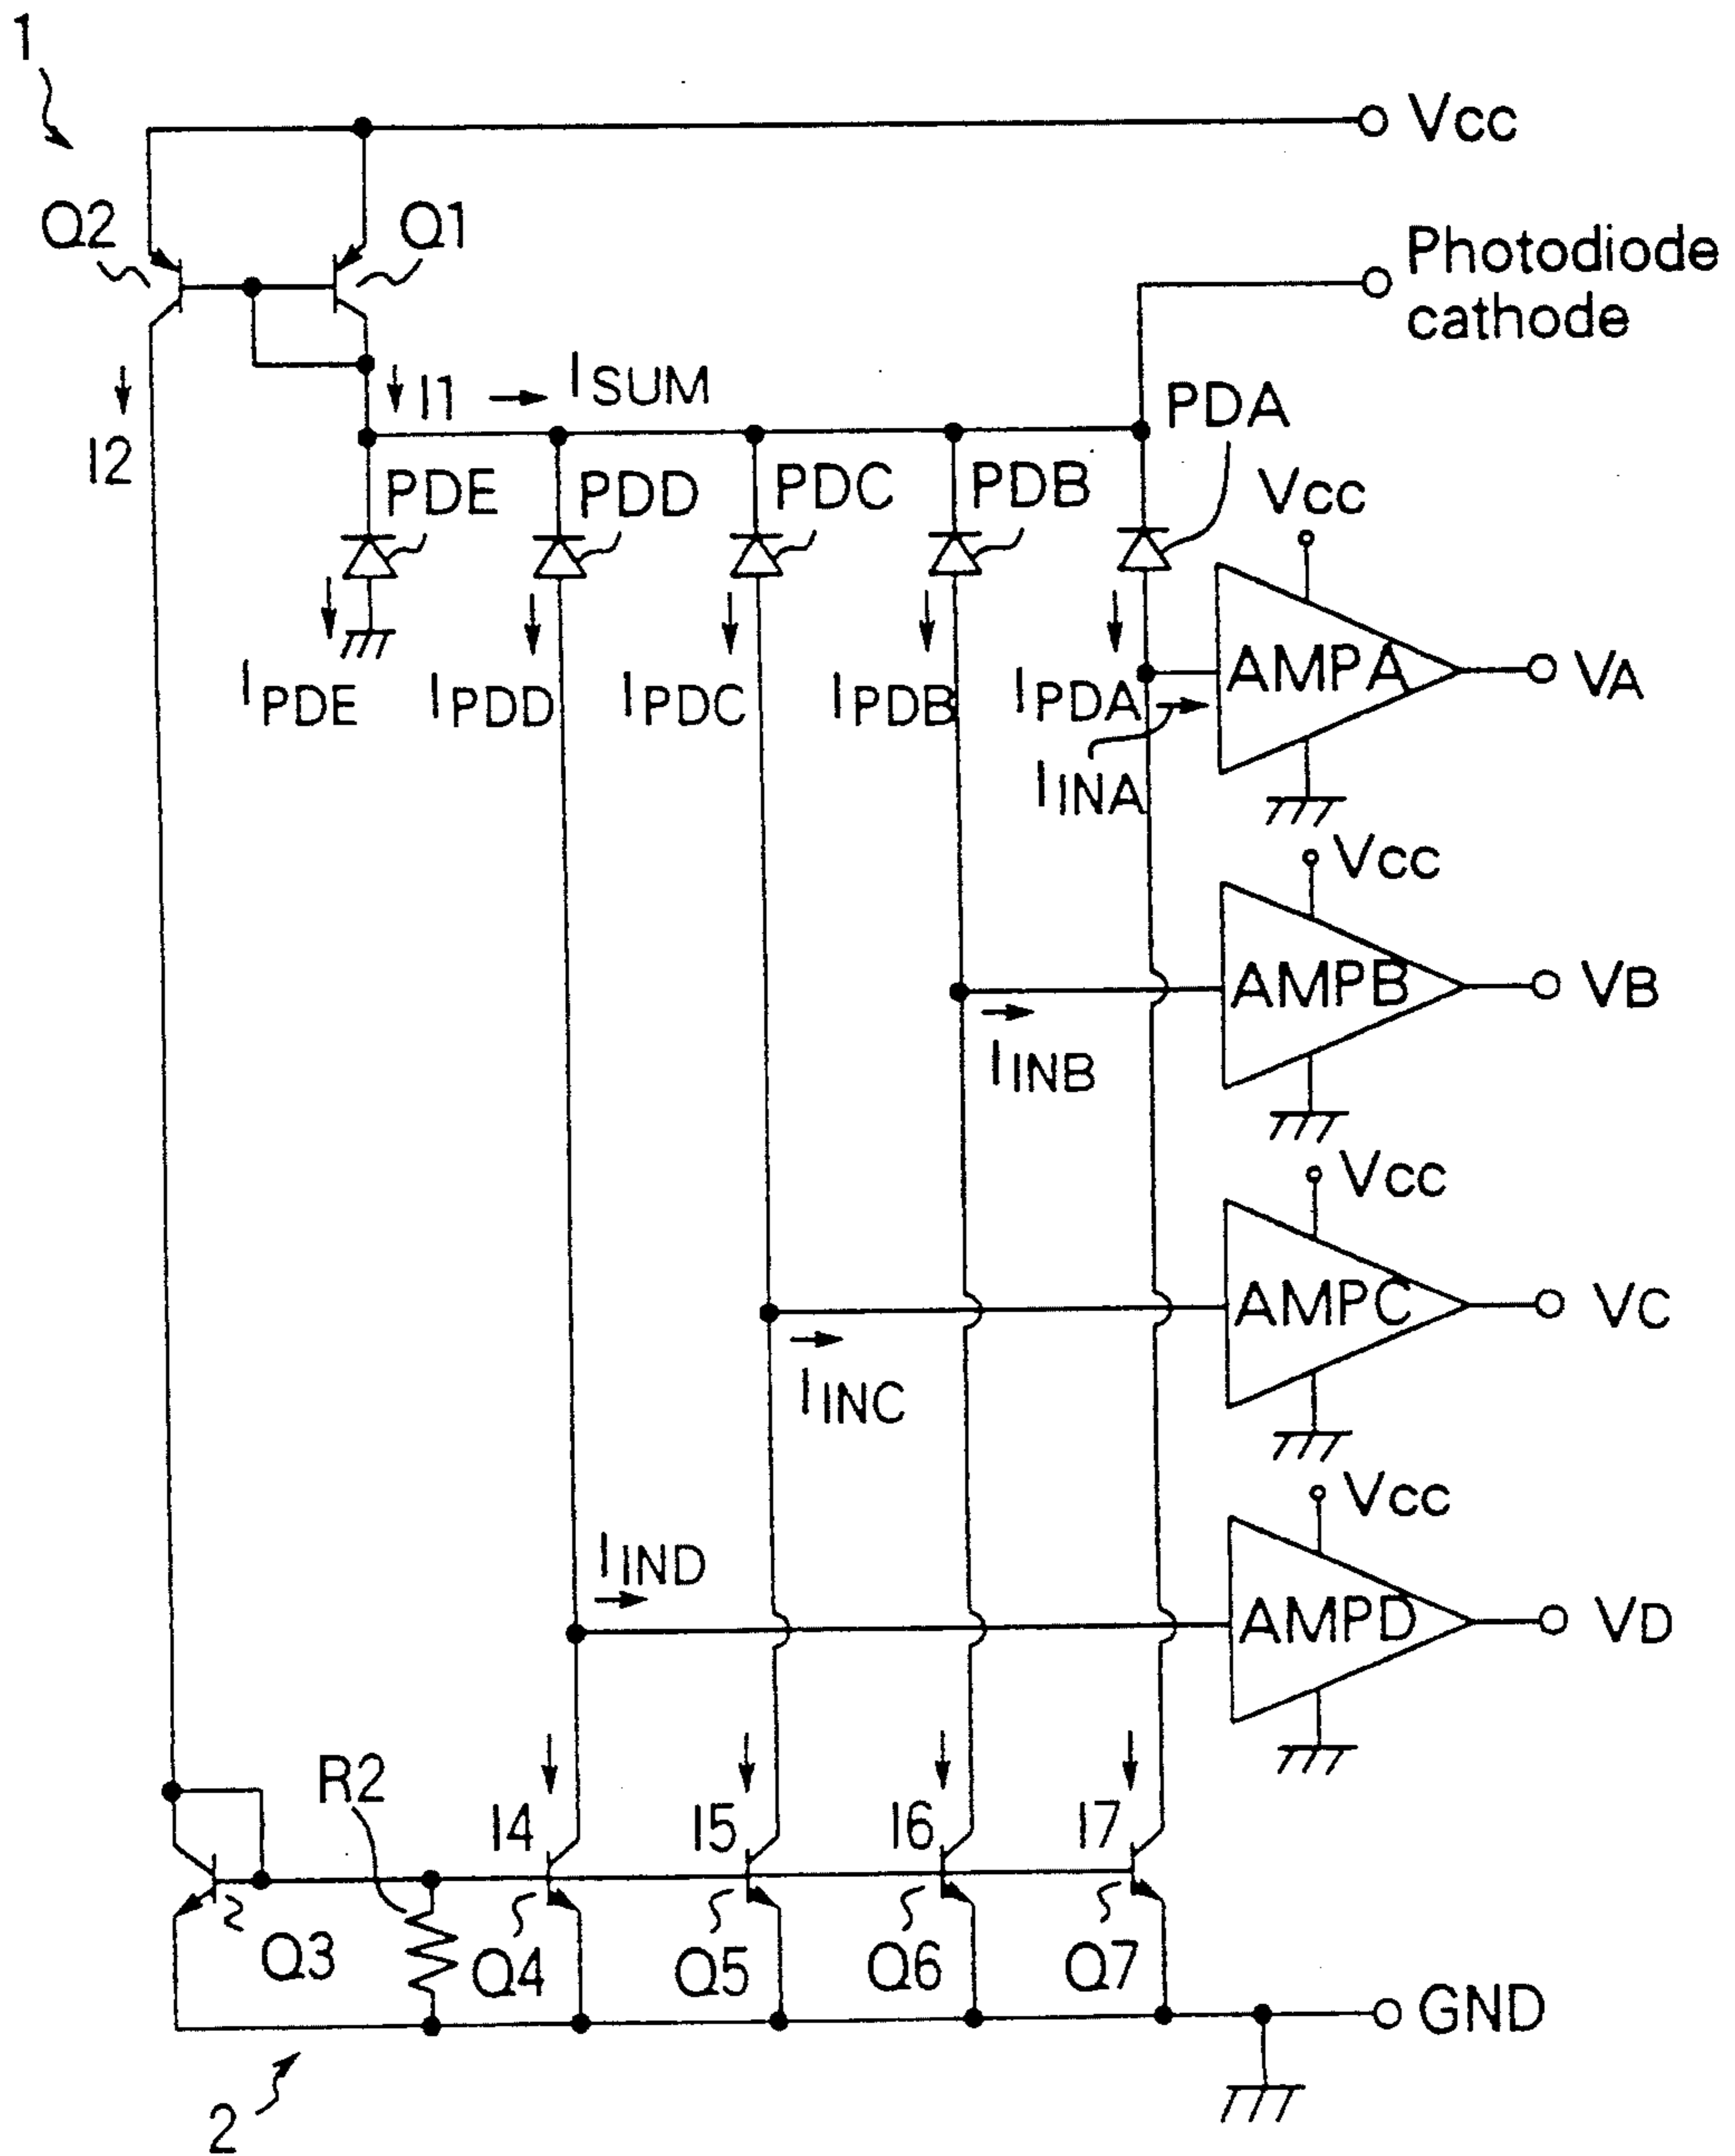 1
Vcc
Q2
Q1
Photodiode
cathode
I1
ISUM
PDA
I2
PDE
PDD
PDC
PDB
Vcc
AMPA
VA
IPDE
IPDD
IPDC
IPDB
IPDA
IINA
Vcc
AMPB
VB
IINB
Vcc
AMPC
VC
IINC
Vcc
IIND
AMPD
VD
R2
I4
I5
I6
I7
Q3
Q4
Q5
Q6
Q7
GND
2